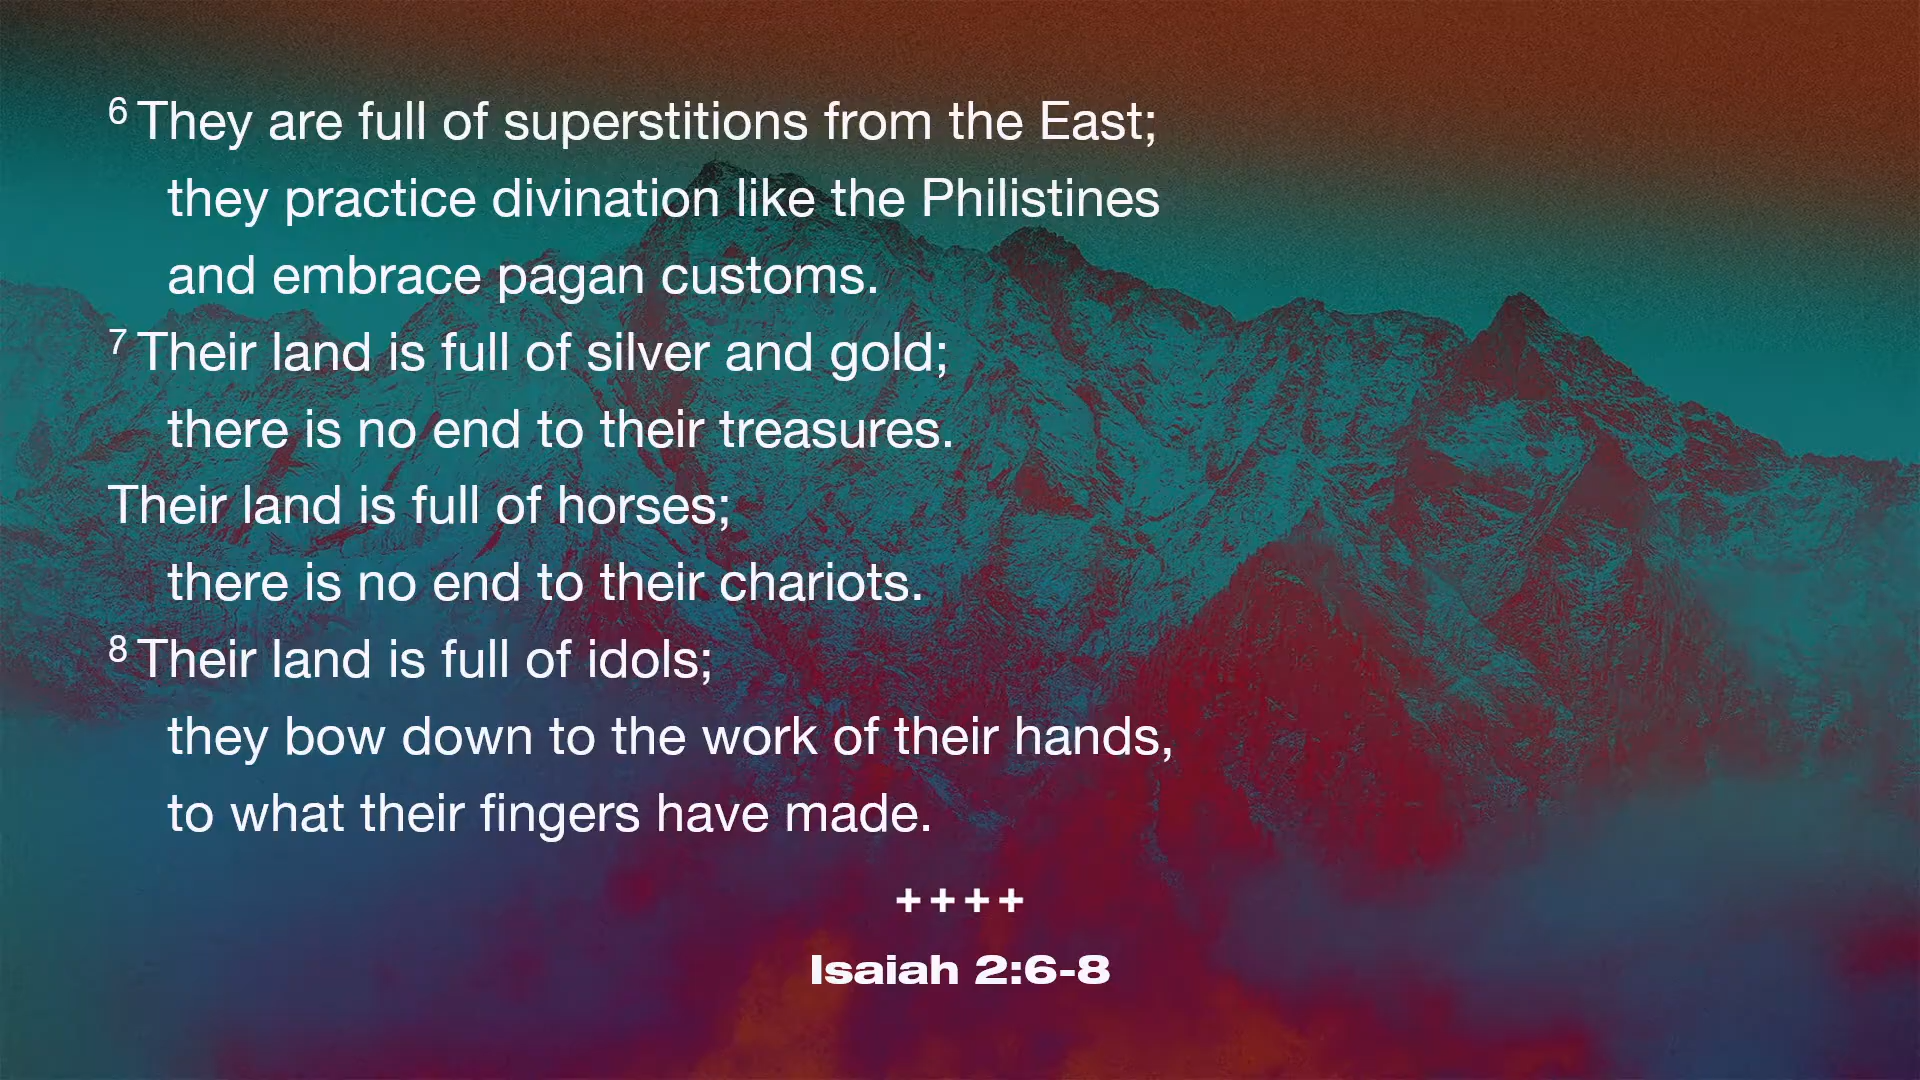 6 They are full of superstitions from the East;
they practice divination like the Philistines
and embrace pagan customs.
7 Their land is full of silver and gold;
there is no end to their treasures.
Their land is full of horses;
there is no end to their chariots.
8 Their land is full of idols;
they bow down to the work of their hands,
to what their fingers have made.
++++
Isaiah 2:6-8